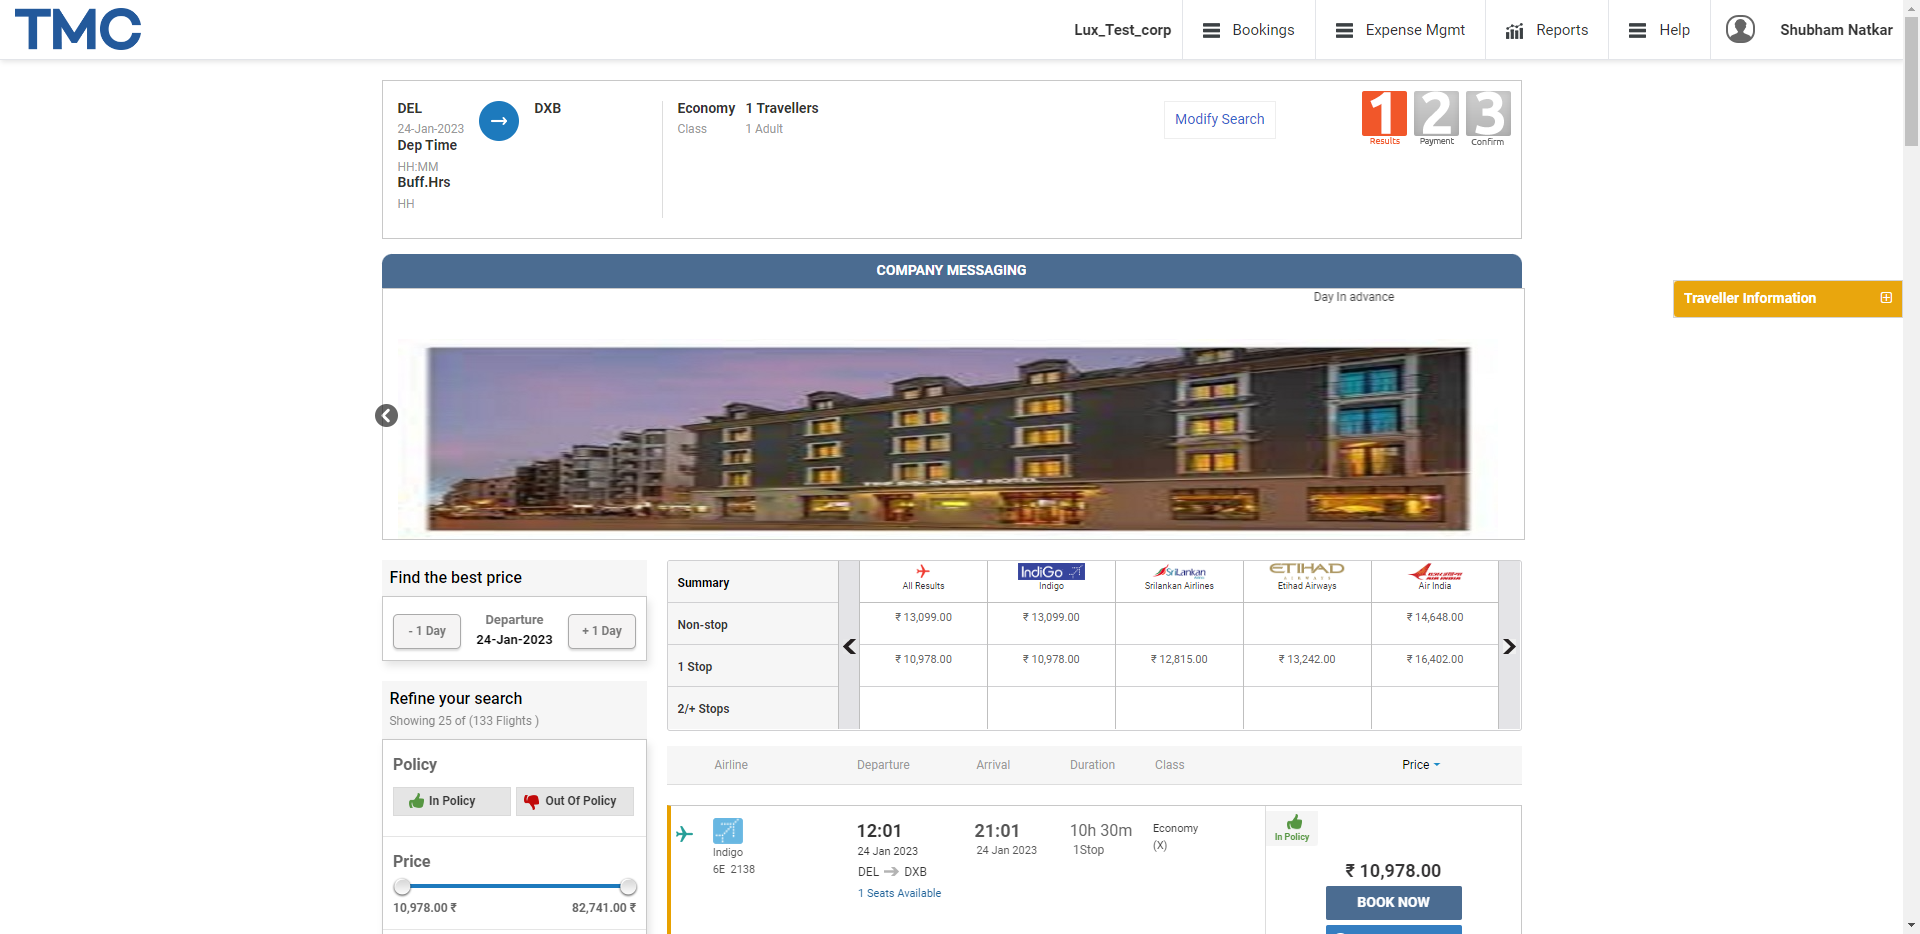 TMC
Lux_Test_corp
Bookings
Expense Mgmt
Reports
Help
Shubham Natkar
DEL
24-Jan-2023
Dep Time
HH:MM
Buff.Hrs
HH
DXB
Economy 1 Travellers
Class 1 Adult
Modify Search
1 2 3
Results Payment Confirm
COMPANY MESSAGING
Day In advance
Traveller Information
Find the best price
- 1 Day
Departure
24-Jan-2023
+ 1 Day
Refine your search
Showing 25 of (133 Flights )
Policy
In Policy Out Of Policy
Price
10,978.00 ₹ 82,741.00 ₹
Summary
All Results
IndiGo
Indigo
SriLankan
Srilankan Airlines
ETIHAD
AIRWAYS
Etihad Airways
AIR INDIA
Air India
Non-stop ₹ 13,099.00 ₹ 13,099.00 ₹ 14,648.00
1 Stop ₹ 10,978.00 ₹ 10,978.00 ₹ 12,815.00 ₹ 13,242.00 ₹ 16,402.00
2/+ Stops
Airline Departure Arrival Duration Class Price
Indigo
6E 2138
12:01
24 Jan 2023
DEL DXB
1 Seats Available
21:01
24 Jan 2023
10h 30m
1Stop
Economy
(X)
In Policy
₹ 10,978.00
BOOK NOW